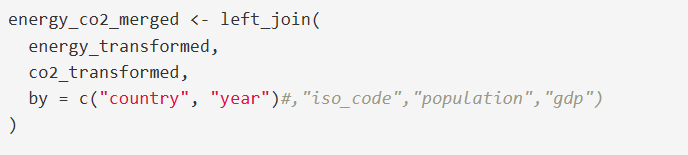 energy_co2_merged <- left_join(
  energy_transformed,
  co2_transformed,
  by = c("country", "year")#,"iso_code","population","gdp")
)